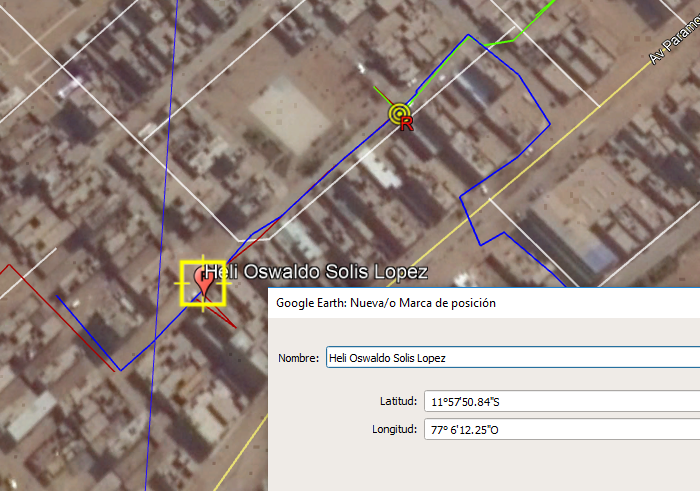 Av Parame
R
Heli Oswaldo Solis Lopez
Google Earth: Nueva/o Marca de posición
Nombre: Heli Oswaldo Solis Lopez
Latitud: 11°57'50.84"S
Longitud: 77° 6'12.25"O